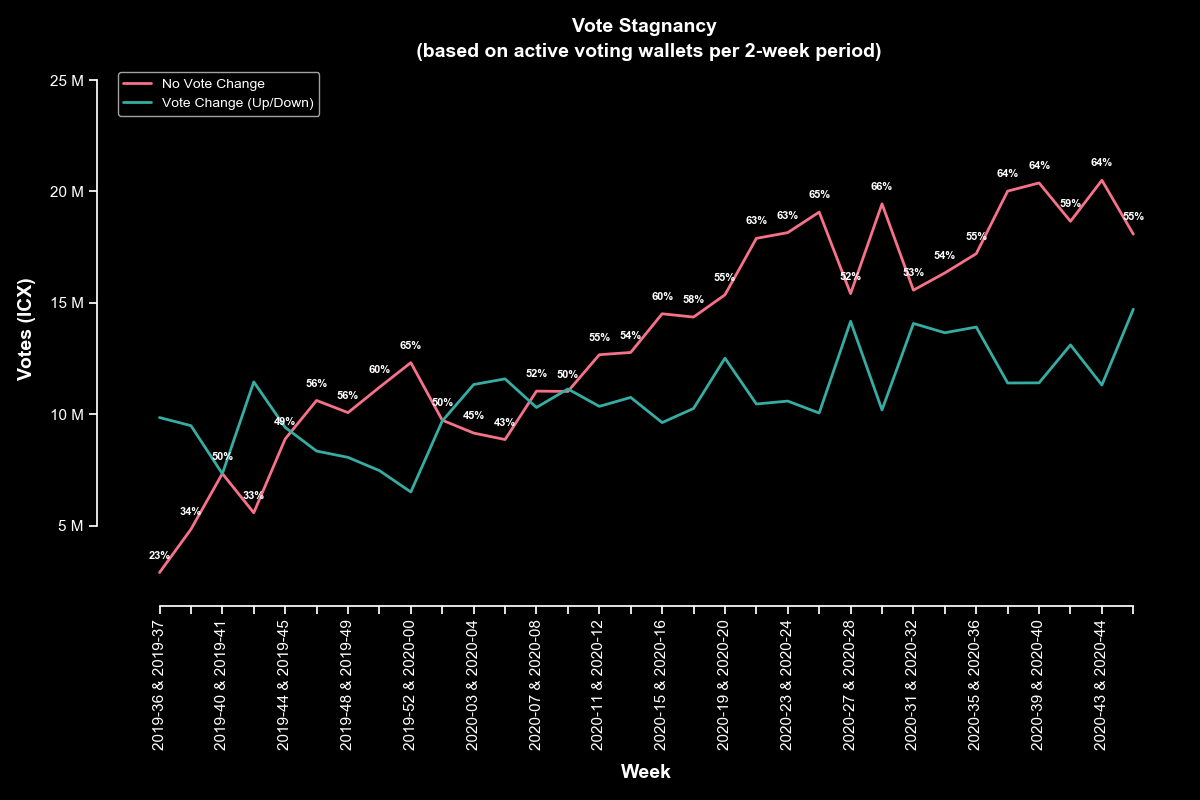 Vote Stagnancy
(based on active voting wallets per 2-week period)
No Vote Change
Vote Change (Up/Down)
25 M
20 M
15 M
10 M
5 M
Votes (ICX)
23%
34%
50%
33%
49%
56%
56%
60%
65%
50%
45%
43%
52%
50%
55%
54%
60%
58%
55%
63%
63%
65%
52%
66%
53%
54%
55%
64%
64%
59%
64%
55%
2019-36 & 2019-37
2019-40 & 2019-41
2019-44 & 2019-45
2019-48 & 2019-49
2019-52 & 2020-00
2020-03 & 2020-04
2020-07 & 2020-08
2020-11 & 2020-12
2020-15 & 2020-16
2020-19 & 2020-20
2020-23 & 2020-24
2020-27 & 2020-28
2020-31 & 2020-32
2020-35 & 2020-36
2020-39 & 2020-40
2020-43 & 2020-44
Week